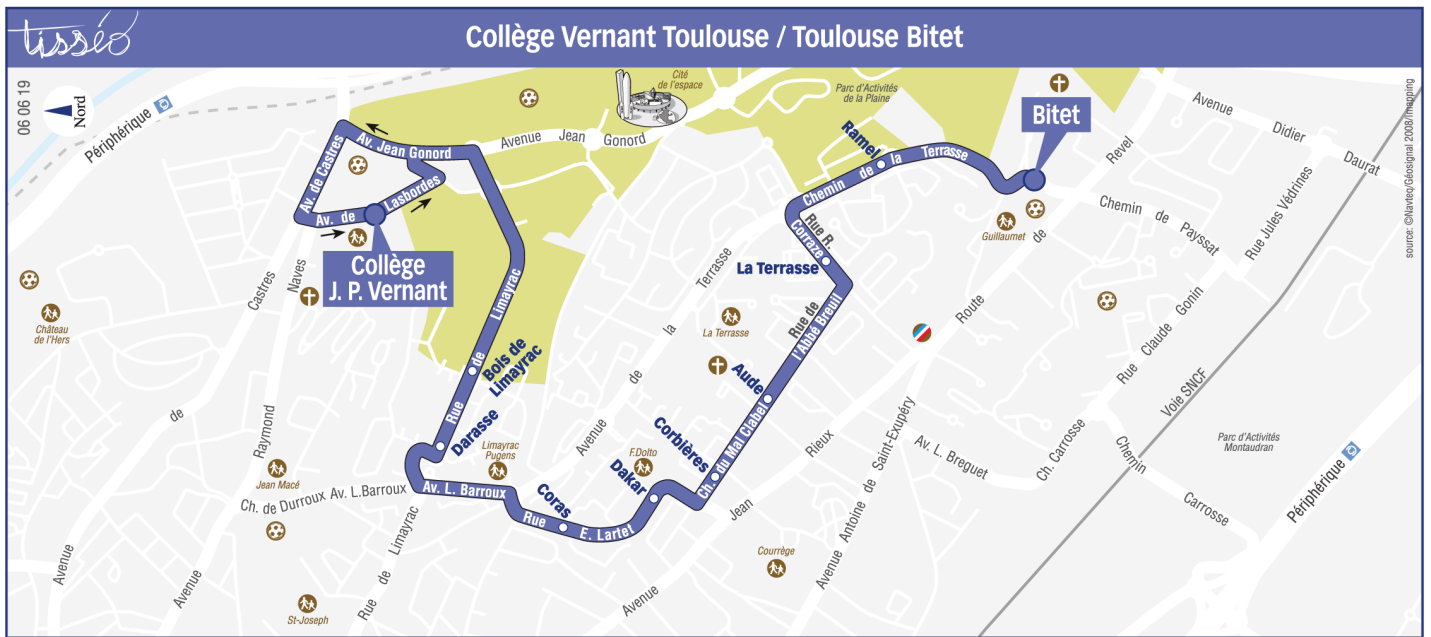 tisséo
Collège Vernant Toulouse / Toulouse Bitet
06 06 19
Nord
Périphérique
Cité
de l'espace
Parc d'Activités
de la Plaine
Avenue Didier Daurat
Bitet
Ramel
Revel
Avenue Jean Gonord
Av. Jean Gonord
Av. de Castres
Av. de Lasbordes
Chemin de la Terrasse
Chemin de Payssat
Rue Jules Védrines
source: ©Navteq/Géosignal 2008/Imapping
Guillaumet
de
Rue R.
Corraze
La Terrasse
Collège
J. P. Vernant
Naves
Castres
Château
de l'Hers
Rue de Limayrac
Bois de
Limayrac
Terrasse
la
de
Avenue
La Terrasse
Rue de
l'Abbé Breuil
Route
Rue Claude Gonin
Aude
Darasse
Limayrac
Pugens
Corbières
Ch. du Mal Clabel
F.Dolto
Dakar
Coras
Av. L. Barroux
Rue E. Lartet
Raymond
de
Jean Macé
Ch. de Durroux
Av. L.Barroux
Rieux
Jean
Avenue
Avenue Antoine de Saint-Exupéry
Av. L. Breguet
Ch. Carrosse
Chemin
Carrosse
Voie SNCF
Parc d'Activités
Montaudran
Périphérique
Courrège
Rue de Limayrac
St-Joseph
Avenue
Avenue